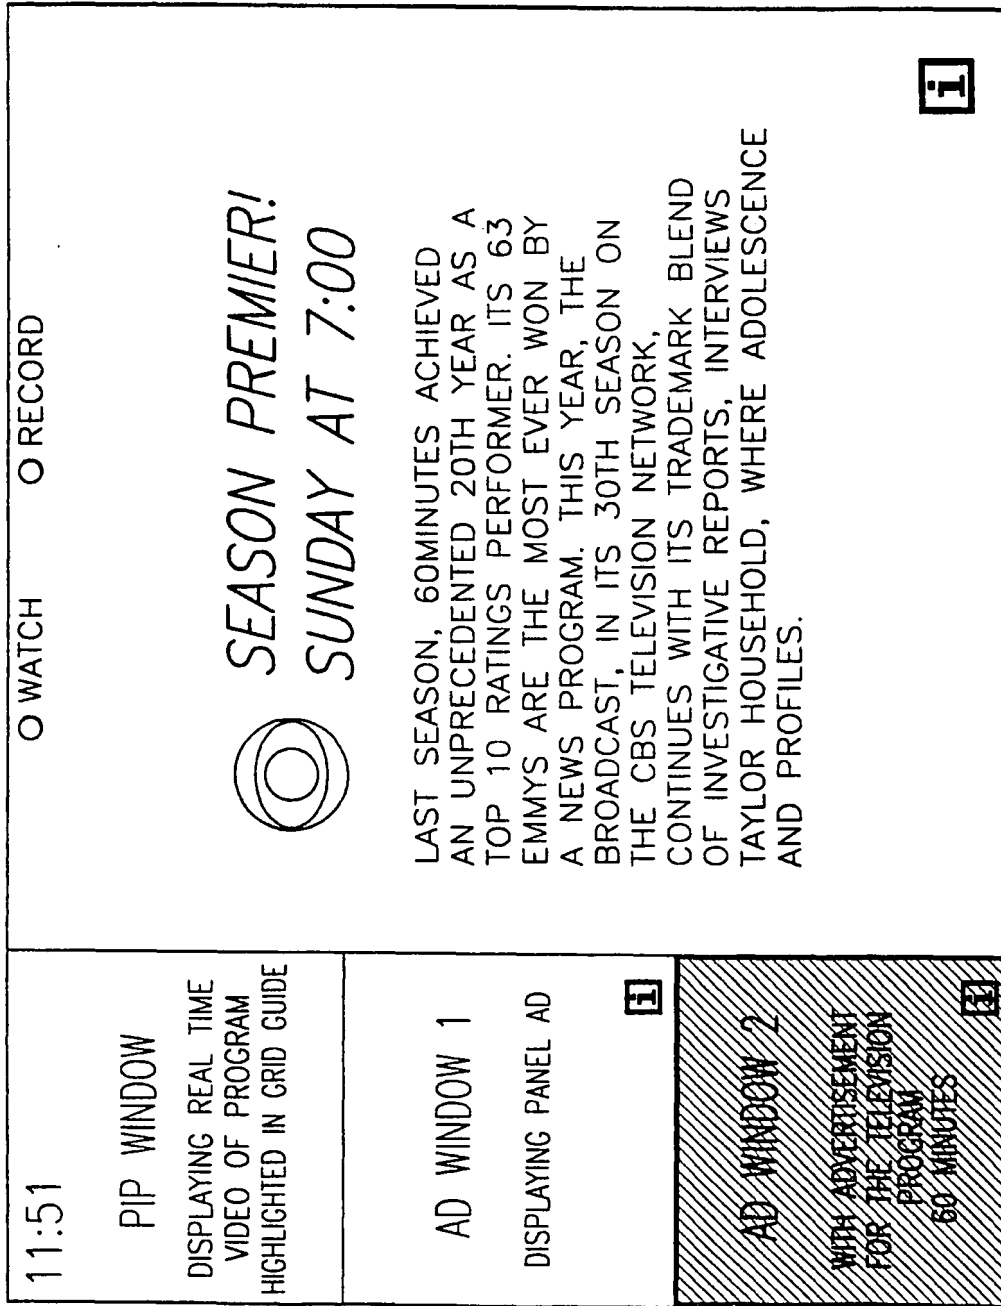 11:51
PIP WINDOW
DISPLAYING REAL TIME
VIDEO OF PROGRAM
HIGHLIGHTED IN GRID GUIDE
AD WINDOW 1
DISPLAYING PANEL AD
i
AD WINDOW 2
WITH ADVERTISEMENT
FOR THE TELEVISION
PROGRAM
60 MINUTES
i
O WATCH O RECORD
SEASON PREMIER!
SUNDAY AT 7:00
LAST SEASON, 60MINUTES ACHIEVED
AN UNPRECEDENTED 20TH YEAR AS A
TOP 10 RATINGS PERFORMER. ITS 63
EMMYS ARE THE MOST EVER WON BY
A NEWS PROGRAM. THIS YEAR, THE
BROADCAST, IN ITS 30TH SEASON ON
THE CBS TELEVISION NETWORK,
CONTINUES WITH ITS TRADEMARK BLEND
OF INVESTIGATIVE REPORTS, INTERVIEWS
TAYLOR HOUSEHOLD, WHERE ADOLESCENCE
AND PROFILES.
i